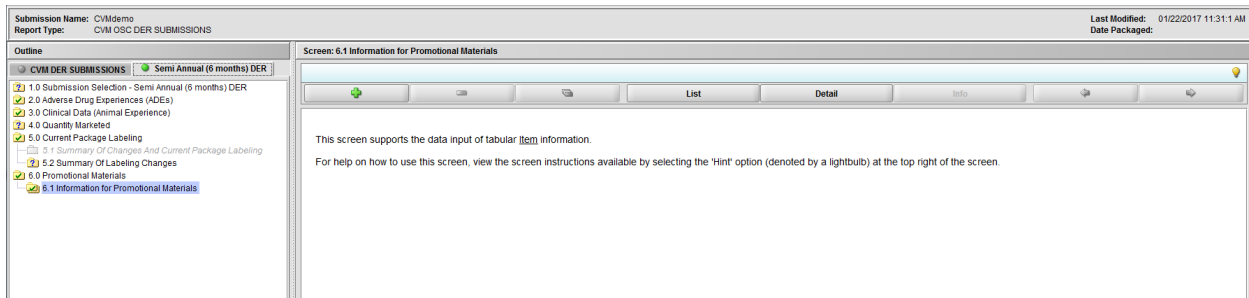 Submission Name: CVMdemo
Report Type: CVM OSC DER SUBMISSIONS
Last Modified: 01/22/2017 11:31:1 AM
Date Packaged:
Outline
CVM DER SUBMISSIONS
Semi Annual (6 months) DER
1.0 Submission Selection - Semi Annual (6 months) DER
2.0 Adverse Drug Experiences (ADEs)
3.0 Clinical Data (Animal Experience)
4.0 Quantity Marketed
5.0 Current Package Labeling
5.1 Summary Of Changes And Current Package Labeling
5.2 Summary Of Labeling Changes
6.0 Promotional Materials
6.1 Information for Promotional Materials
Screen: 6.1 Information for Promotional Materials
List
Detail
Info
This screen supports the data input of tabular Item information.
For help on how to use this screen, view the screen instructions available by selecting the 'Hint' option (denoted by a lightbulb) at the top right of the screen.